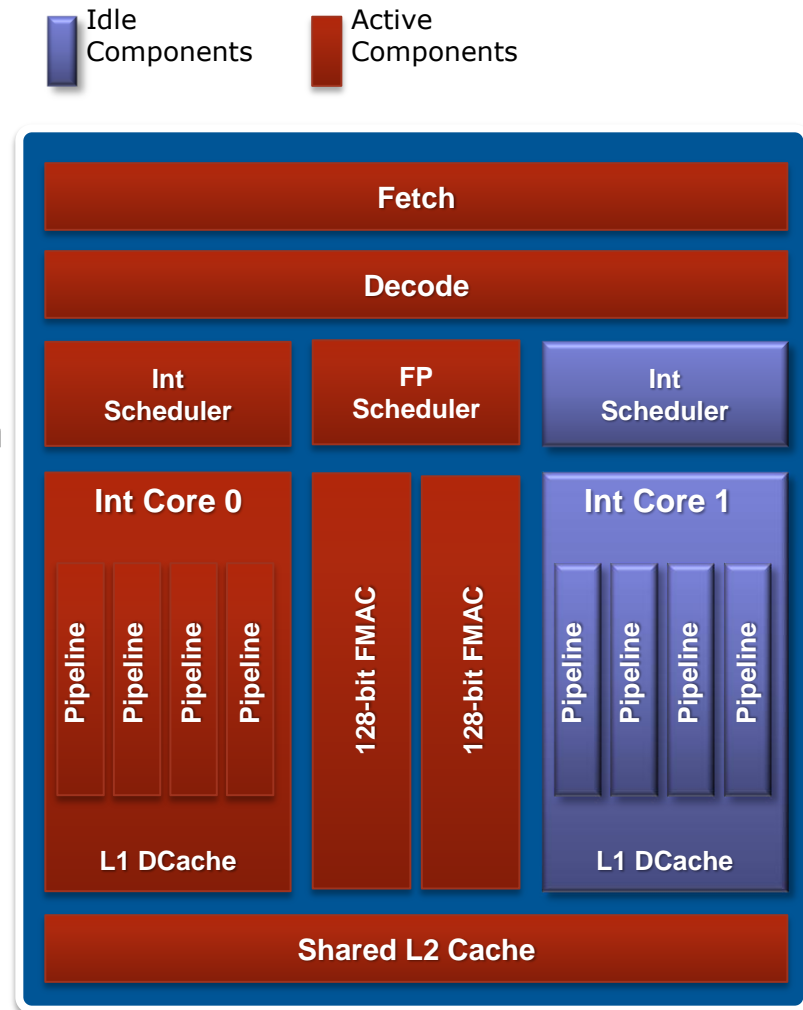 Idle
Components
Active
Components
Fetch
Decode
Int
Scheduler
FP
Scheduler
Int
Scheduler
Int Core 0
Pipeline
Pipeline
Pipeline
Pipeline
L1 DCache
128-bit FMAC
128-bit FMAC
Int Core 1
Pipeline
Pipeline
Pipeline
Pipeline
L1 DCache
Shared L2 Cache